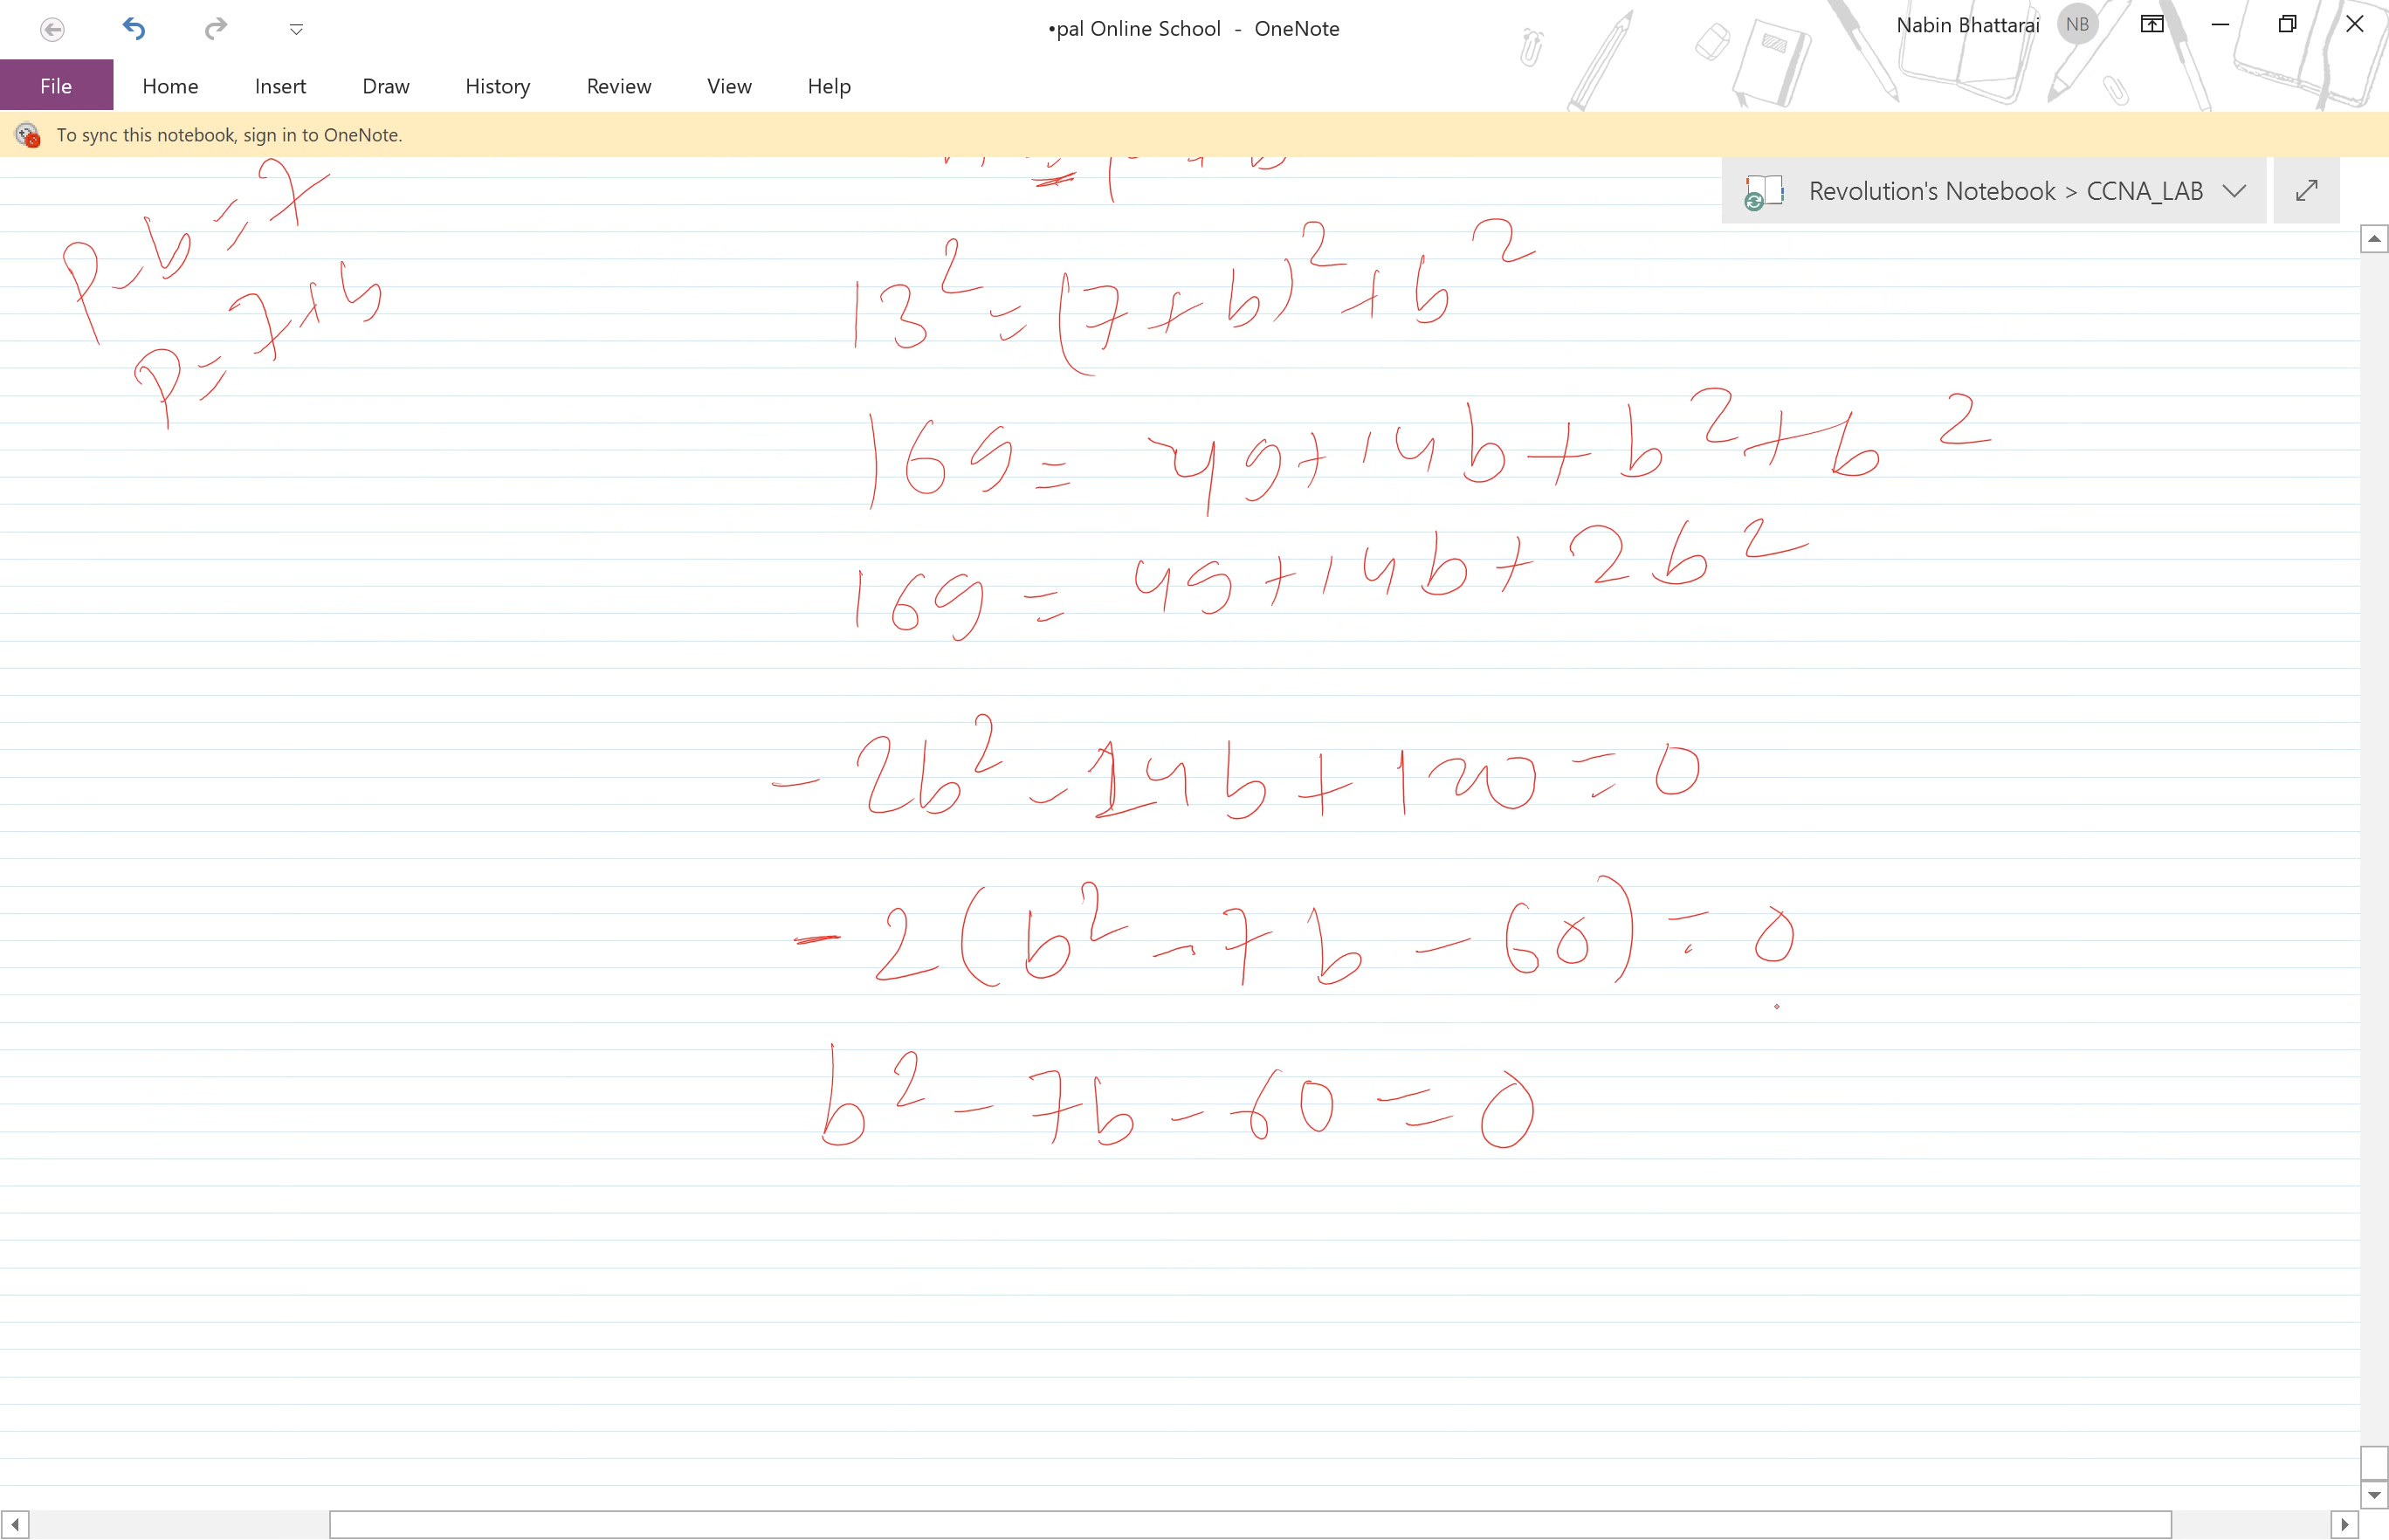 •pal Online School - OneNote
Nabin Bhattarai NB
File Home Insert Draw History Review View Help
To sync this notebook, sign in to OneNote.
Revolution's Notebook > CCNA_LAB
P-b=7
P=7+b
13²=(7+b)²+b²
169=49+14b+b²+b²
169=49+14b+2b²
-2b²-14b+120=0
-2(b²-7b-60)=0
b²-7b-60=0